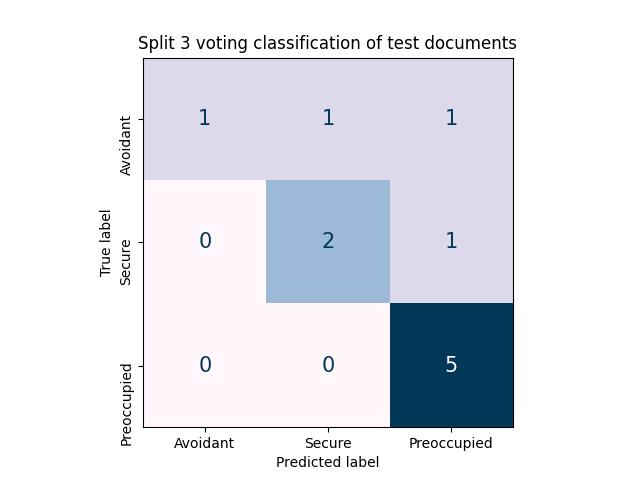 Split 3 voting classification of test documents
True label
Avoidant
1 1 1
Secure
0 2 1
Preoccupied
0 0 5
Avoidant Secure Preoccupied
Predicted label